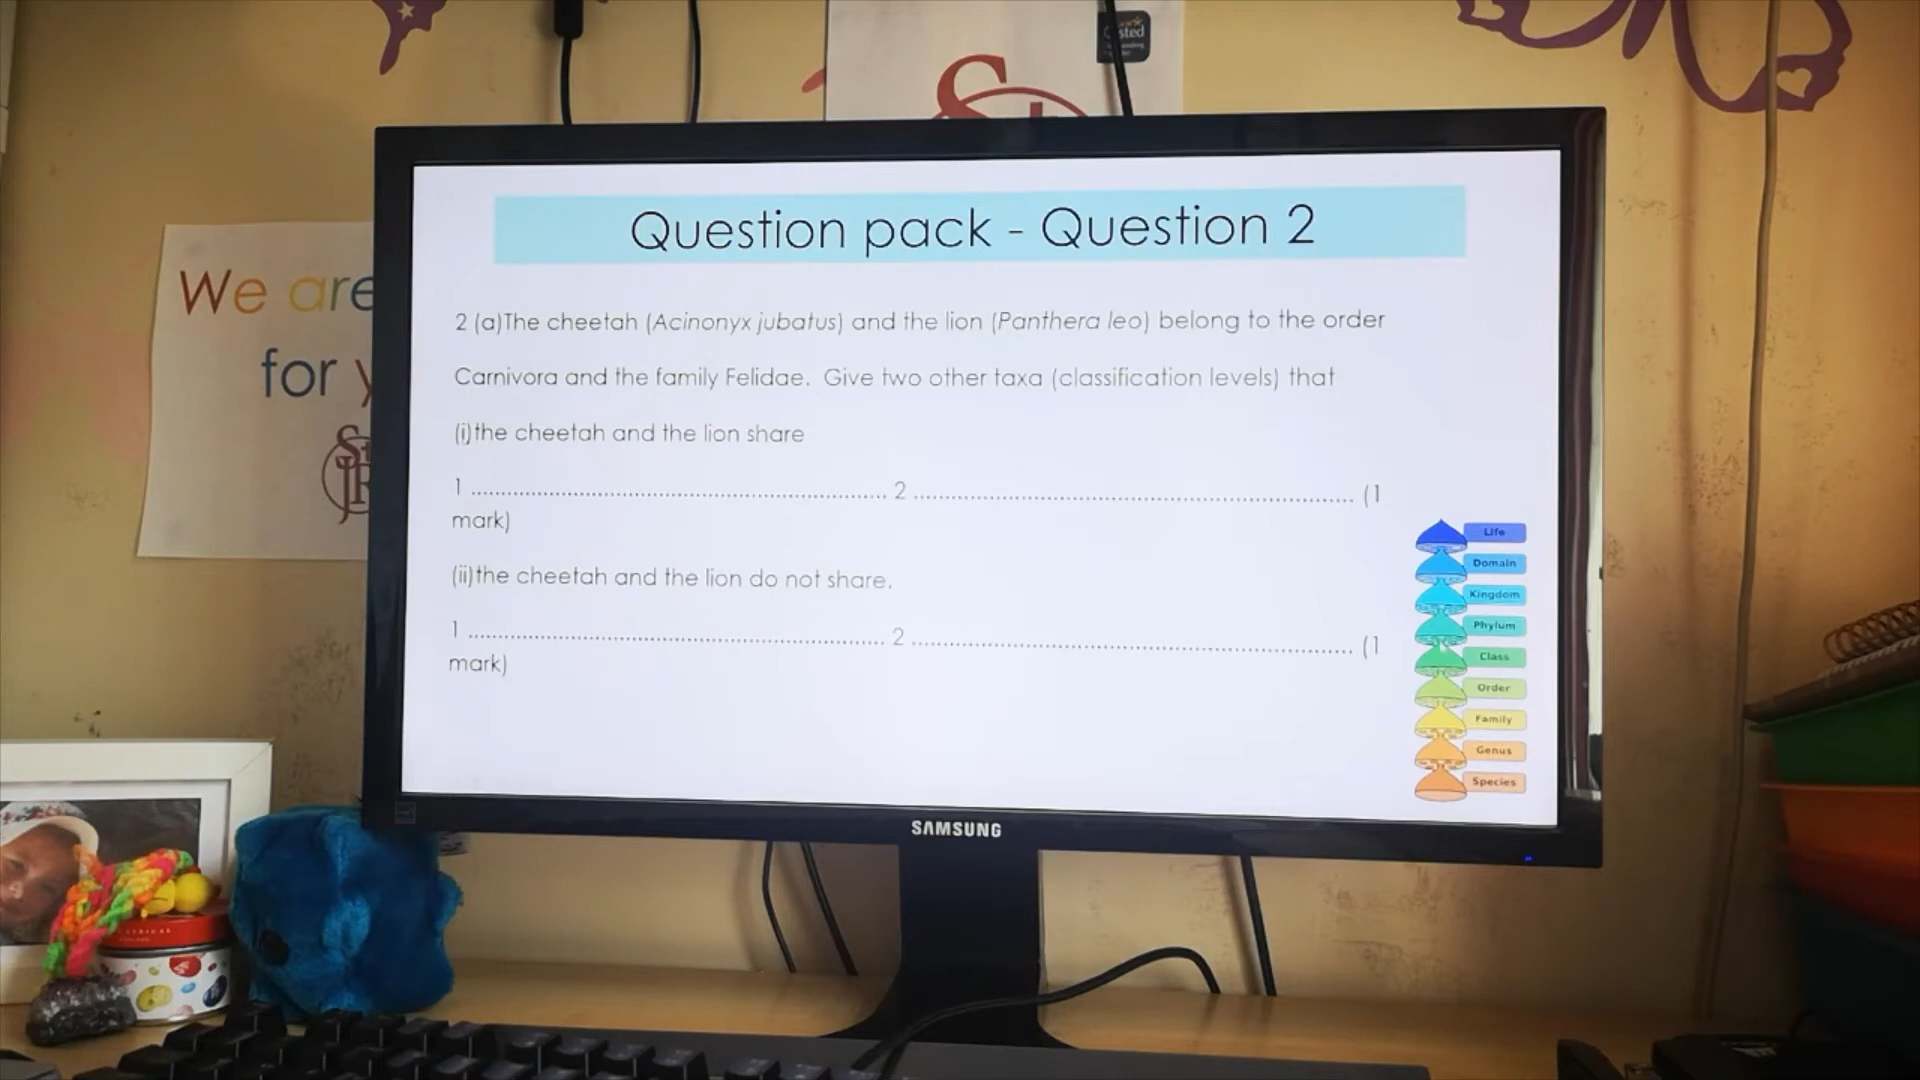 sted
We are
for
Question pack - Question 2
2 (a)The cheetah (Acinonyx jubatus) and the lion (Panthera leo) belong to the order
Carnivora and the family Felidae. Give two other taxa (classification levels) that
(i)the cheetah and the lion share
1 ........................................ 2 ........................................ (1
mark)
(ii)the cheetah and the lion do not share.
1 ........................................ 2 ........................................ (1
mark)
Life
Domain
Kingdom
Phylum
Class
Order
Family
Genus
Species
SAMSUNG